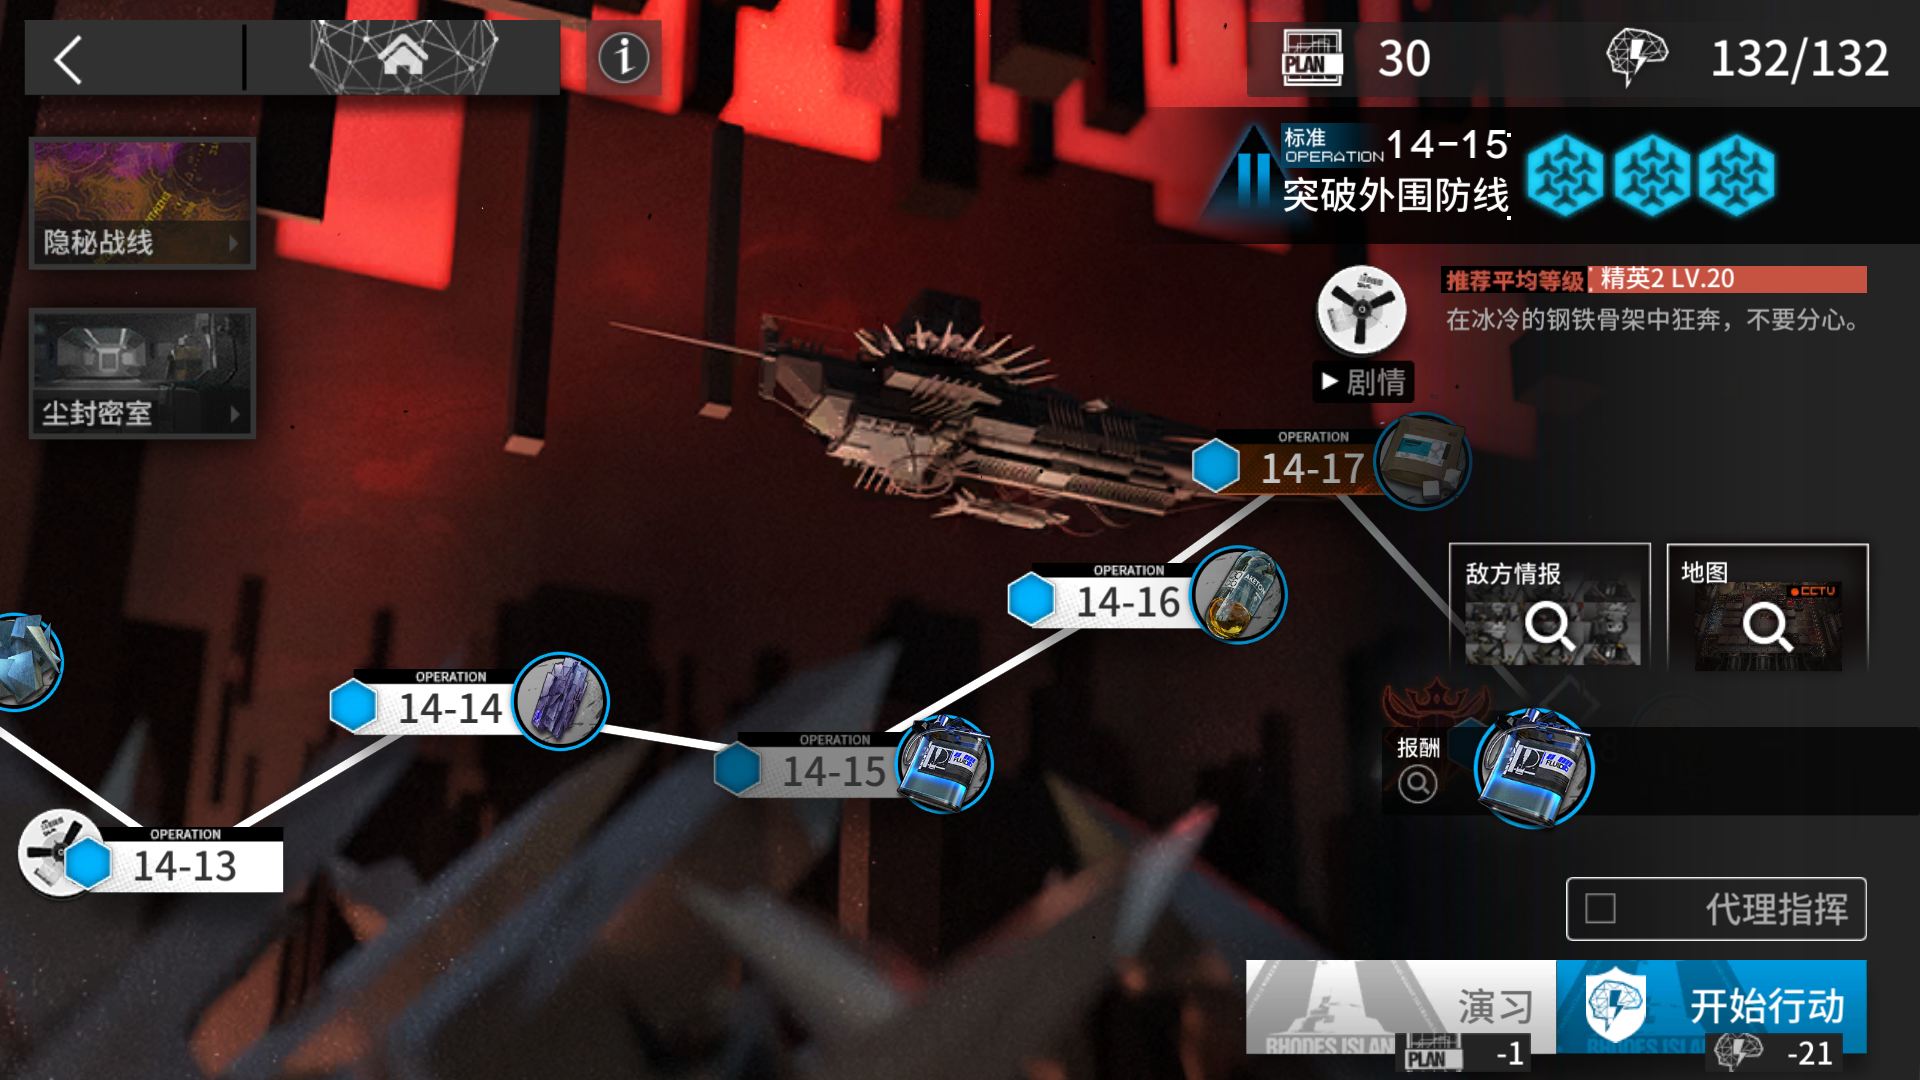 PLAN 30
132/132
标准
OPERATION 14-15
突破外围防线
隐秘战线
尘封密室
推荐平均等级 精英2 LV.20
在冰冷的钢铁骨架中狂奔，不要分心。
剧情
OPERATION
14-17
敌方情报
地图
CCTV
OPERATION
14-16
OPERATION
14-14
OPERATION
14-15
报酬
OPERATION
14-13
代理指挥
演习
RHODES ISLAN
PLAN -1
开始行动
RHODES ISLA
-21